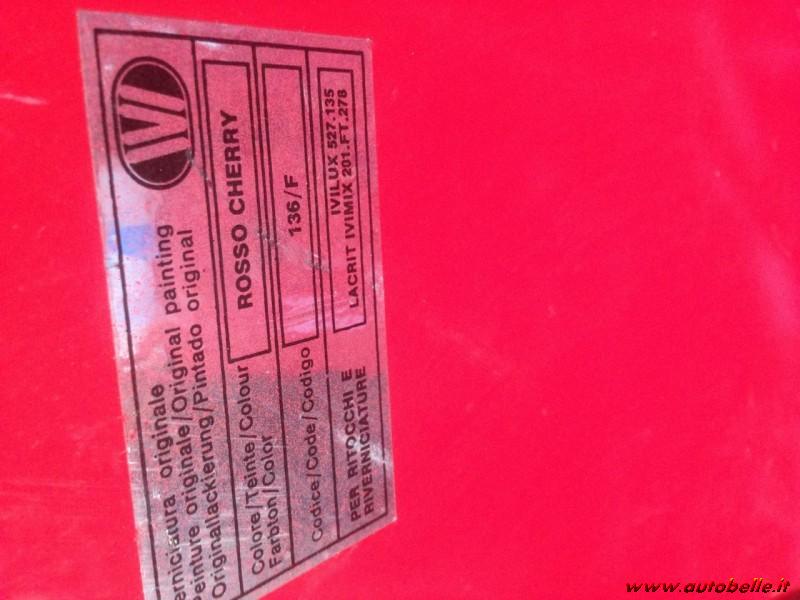 IVI
Verniciatura originale
Peinture originale/Original painting
Originallackierung/Pintado original
Colore/Teinte/Colour
Farbton/Color
ROSSO CHERRY
Codice/Code/Codigo
136/F
PER RITOCCHI E
RIVERNICIATURE
IVILUX 527.135
LACRIT IVIMIX 201.FT.278
www.autobelle.it